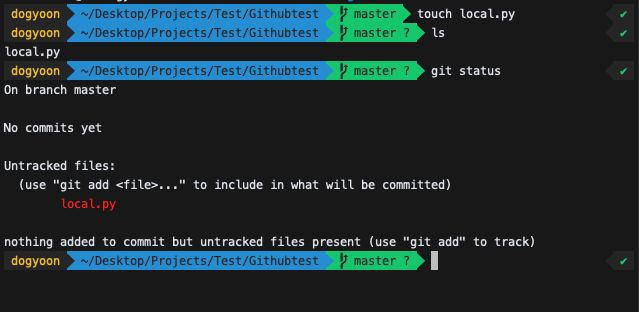 dogyoon ~/Desktop/Projects/Test/Githubtest master touch local.py ✔
dogyoon ~/Desktop/Projects/Test/Githubtest master ? ls ✔
local.py
dogyoon ~/Desktop/Projects/Test/Githubtest master ? git status ✔
On branch master
No commits yet
Untracked files:
(use "git add <file>..." to include in what will be committed)
local.py
nothing added to commit but untracked files present (use "git add" to track)
dogyoon ~/Desktop/Projects/Test/Githubtest master ? ✔